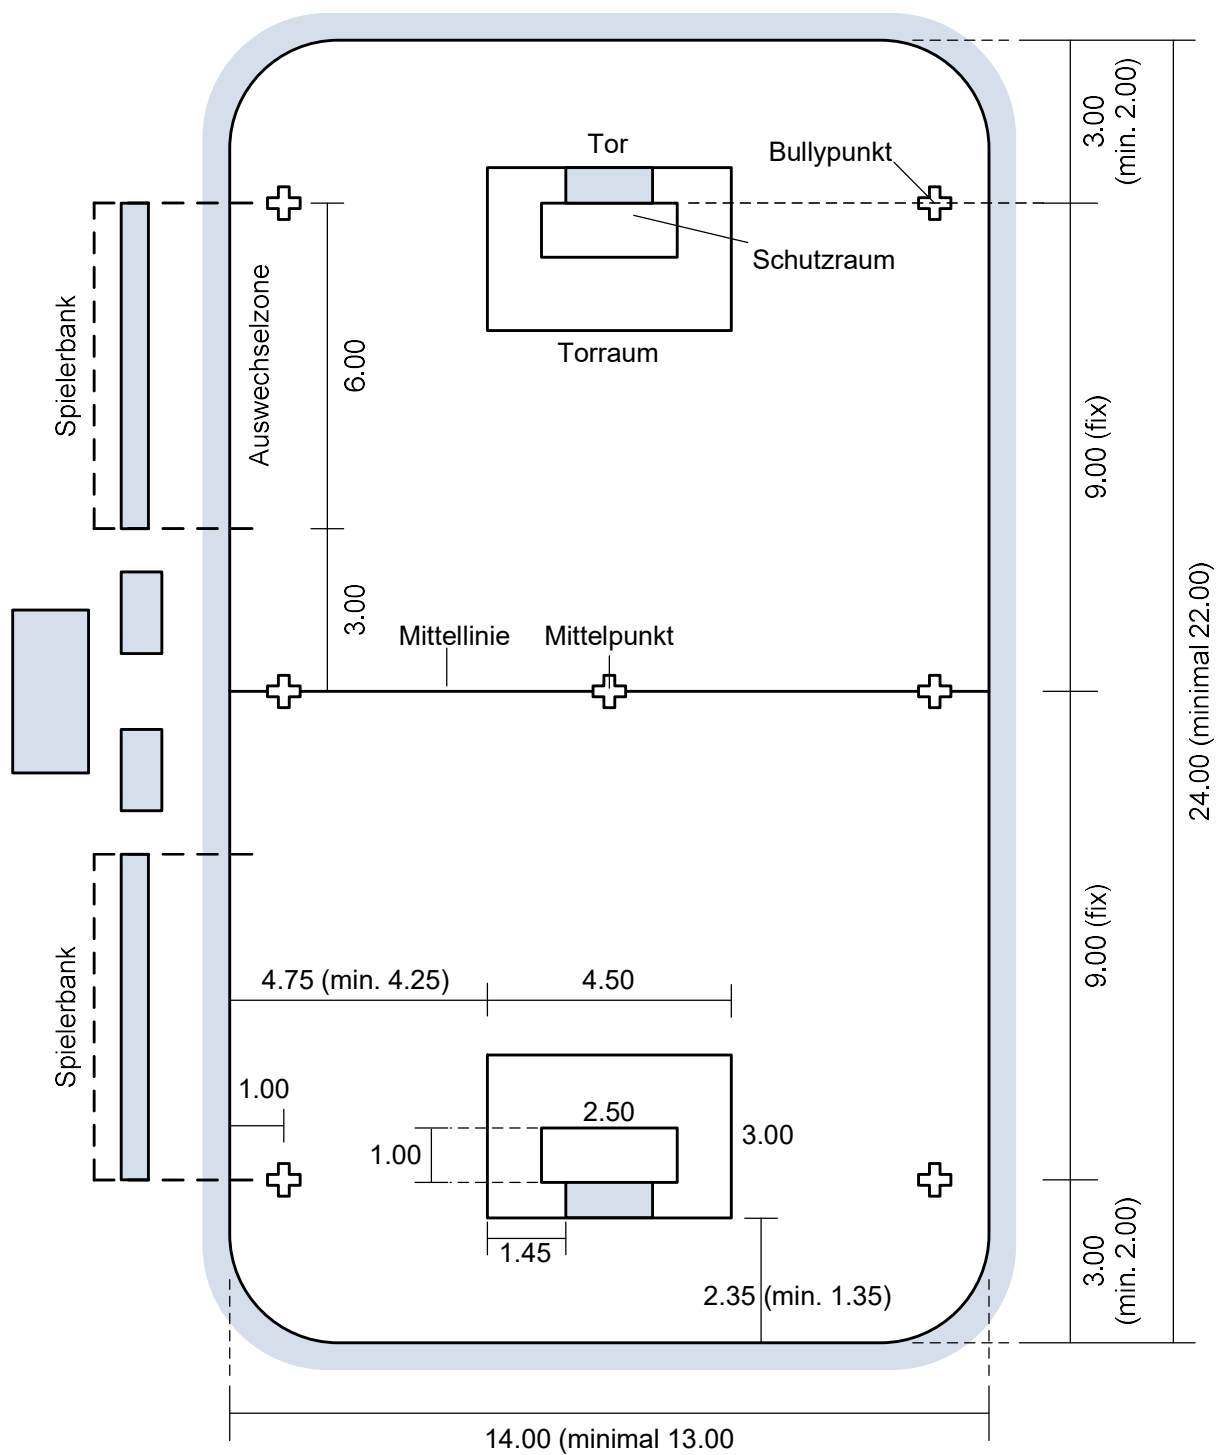 3.00
(min. 2.00)
Tor
Bullypunkt
Schutzraum
Torraum
Spielerbank
Auswechselzone
6.00
9.00 (fix)
3.00
Mittellinie
Mittelpunkt
24.00 (minimal 22.00)
9.00 (fix)
4.75 (min. 4.25)
4.50
Spielerbank
1.00
2.50
1.00
3.00
1.45
2.35 (min. 1.35)
3.00
(min. 2.00)
14.00 (minimal 13.00